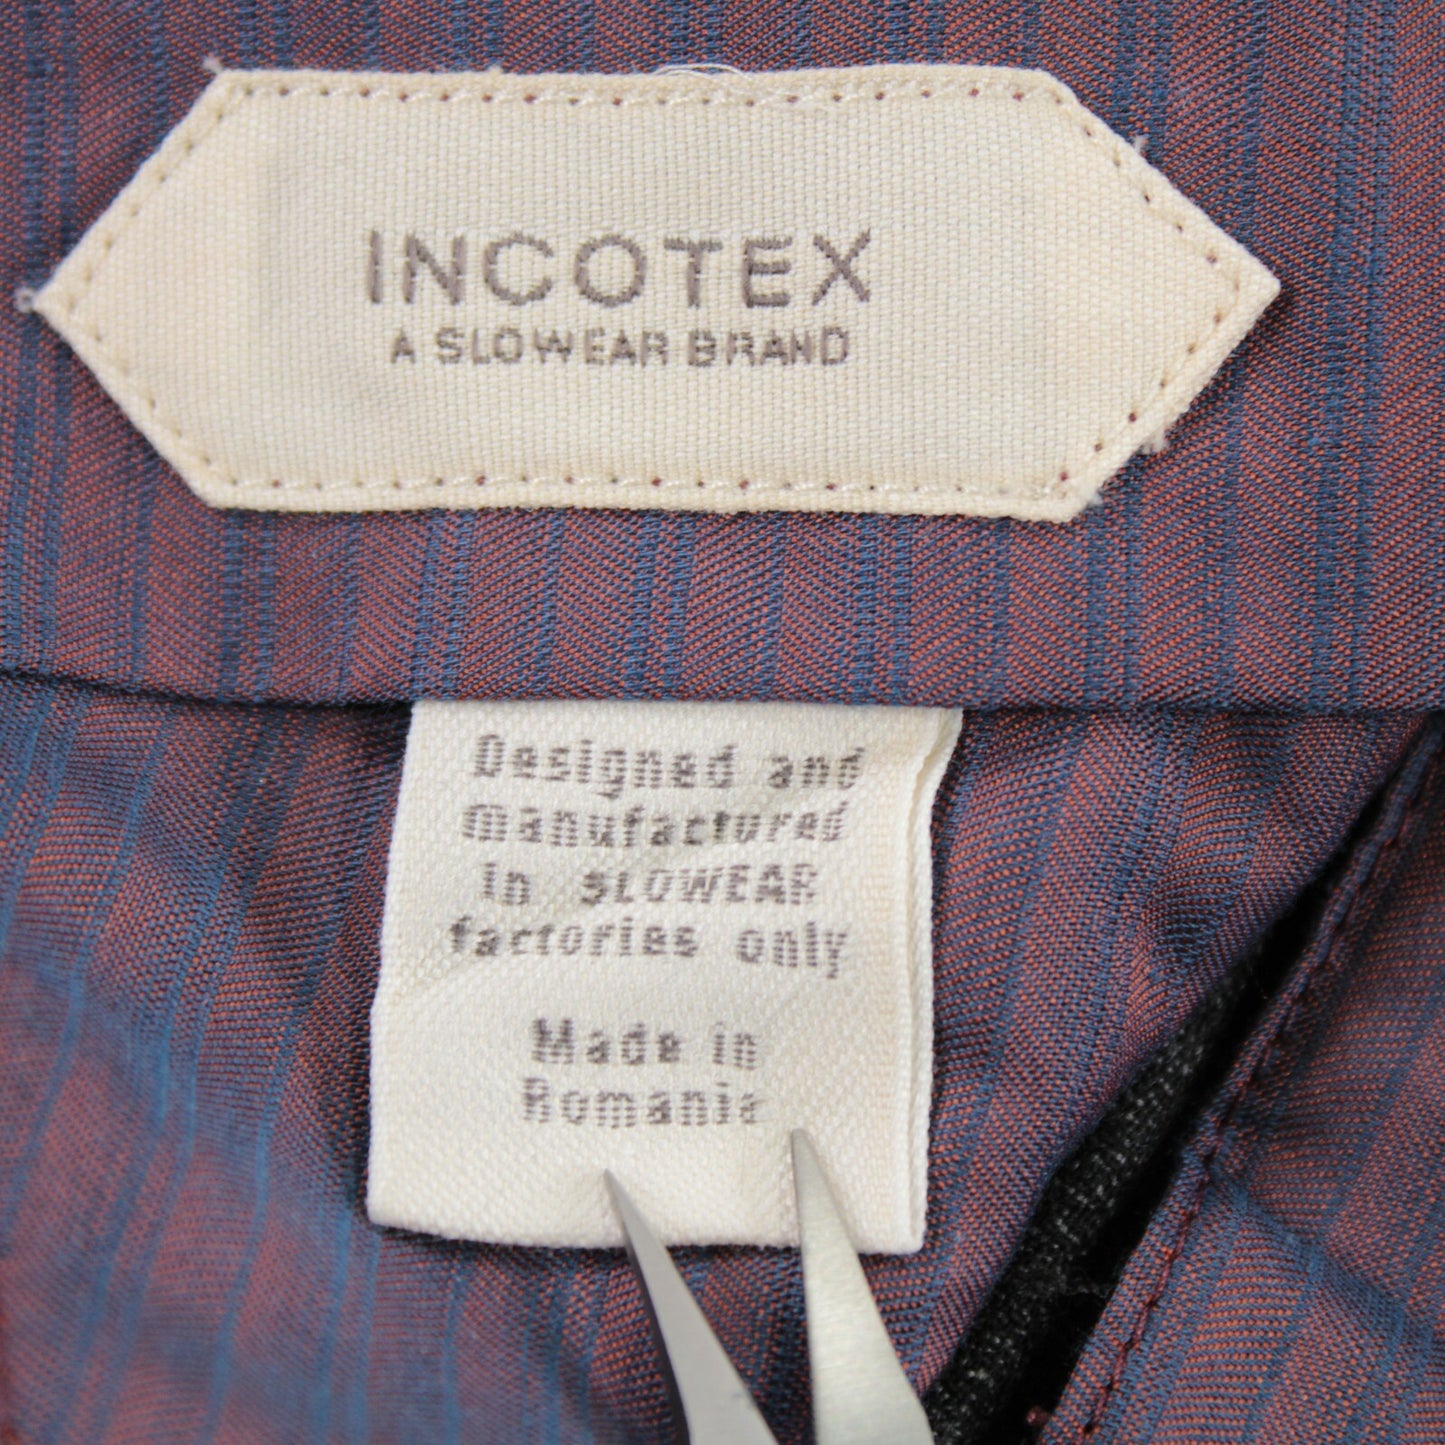 INCOTEX
A SLOWEAR BRAND
Designed and
manufactured
in SLOWEAR
factories only
Made in
Romania